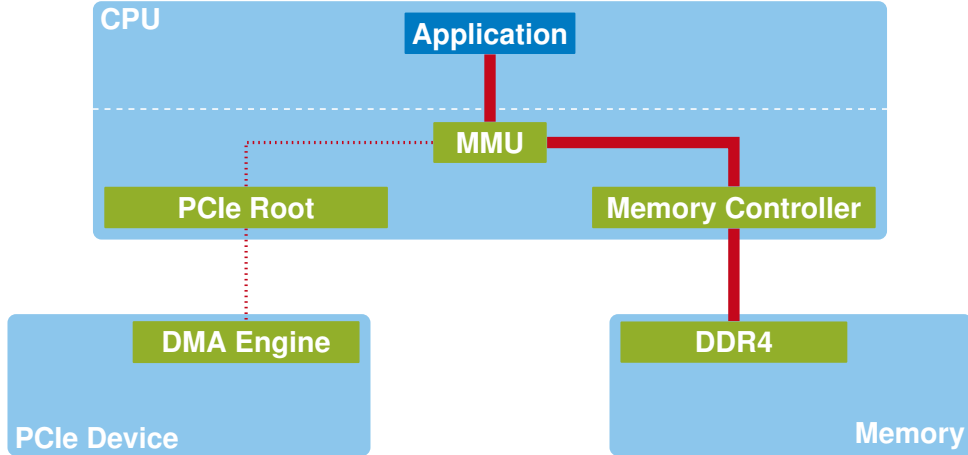 CPU
Application
MMU
PCIe Root
Memory Controller
DMA Engine
DDR4
PCIe Device
Memory